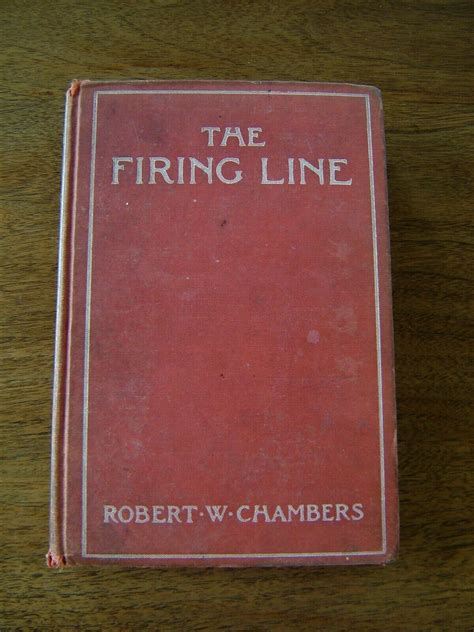 THE
FIRING LINE
ROBERT·W·CHAMBERS